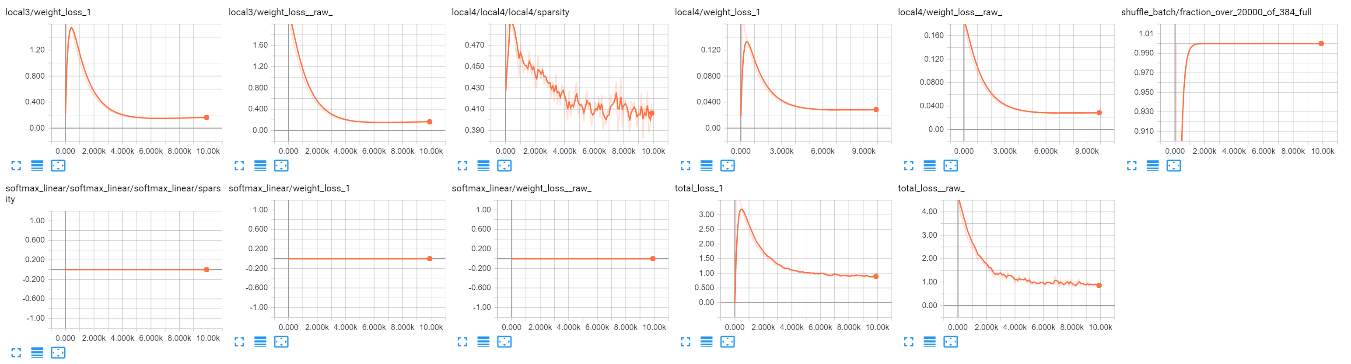 local3/weight_loss_1
1.20
0.800
0.400
0.00
0.000 2.000k 4.000k 6.000k 8.000k 10.00k
local3/weight_loss__raw_
1.60
1.20
0.800
0.400
0.00
0.000 2.000k 4.000k 6.000k 8.000k 10.00k
local4/local4/local4/sparsity
0.470
0.450
0.430
0.410
0.390
0.000 2.000k 4.000k 6.000k 8.000k 10.00k
local4/weight_loss_1
0.120
0.0800
0.0400
0.00
0.000 3.000k 6.000k 9.000k
local4/weight_loss__raw_
0.160
0.120
0.0800
0.0400
0.00
0.000 3.000k 6.000k 9.000k
shuffle_batch/fraction_over_20000_of_384_full
1.01
0.990
0.970
0.950
0.930
0.910
0.000 2.000k 4.000k 6.000k 8.000k 10.00k
softmax_linear/softmax_linear/softmax_linear/spars
ity
1.00
0.600
0.200
-0.200
-0.600
-1.00
0.000 2.000k 4.000k 6.000k 8.000k 10.00k
softmax_linear/weight_loss_1
1.00
0.600
0.200
-0.200
-0.600
-1.00
0.000 2.000k 4.000k 6.000k 8.000k 10.00k
softmax_linear/weight_loss__raw_
1.00
0.600
0.200
-0.200
-0.600
-1.00
0.000 2.000k 4.000k 6.000k 8.000k 10.00k
total_loss_1
3.00
2.50
2.00
1.50
1.00
0.500
0.00
0.000 2.000k 4.000k 6.000k 8.000k 10.00k
total_loss__raw_
4.00
3.00
2.00
1.00
0.00
0.000 2.000k 4.000k 6.000k 8.000k 10.00k